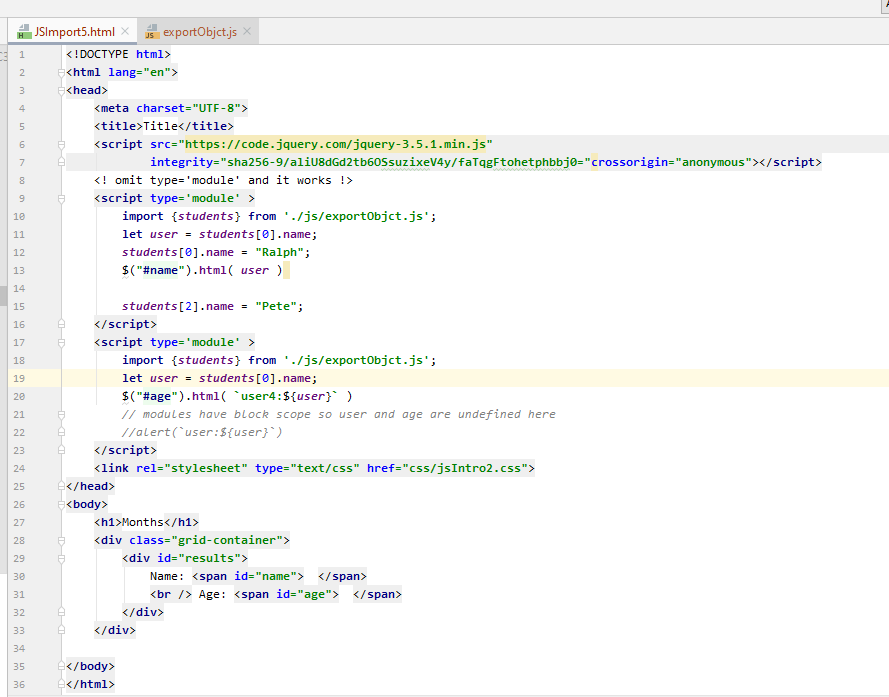 JSImport5.html exportObjct.js
1 <!DOCTYPE html>
2 <html lang="en">
3 <head>
4 <meta charset="UTF-8">
5 <title>Title</title>
6 <script src="https://code.jquery.com/jquery-3.5.1.min.js"
7 integrity="sha256-9/aliU8dGd2tb6OSsuzixeV4y/faTqgFtohetphbbj0="crossorigin="anonymous"></script>
8 <! omit type='module' and it works !>
9 <script type='module' >
10 import {students} from './js/exportObjct.js';
11 let user = students[0].name;
12 students[0].name = "Ralph";
13 $("#name").html( user )
14
15 students[2].name = "Pete";
16 </script>
17 <script type='module' >
18 import {students} from './js/exportObjct.js';
19 let user = students[0].name;
20 $("#age").html( `user4:${user}` )
21 // modules have block scope so user and age are undefined here
22 //alert(`user:${user}`)
23 </script>
24 <link rel="stylesheet" type="text/css" href="css/jsIntro2.css">
25 </head>
26 <body>
27 <h1>Months</h1>
28 <div class="grid-container">
29 <div id="results">
30 Name: <span id="name">  </span>
31 <br /> Age: <span id="age">  </span>
32 </div>
33 </div>
34
35 </body>
36 </html>